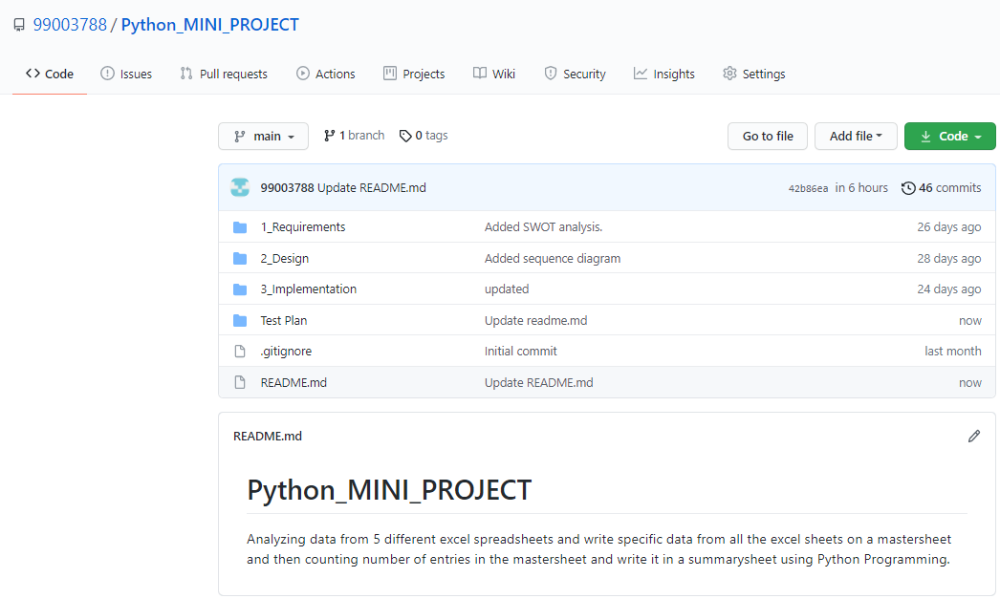 99003788 / Python_MINI_PROJECT
Code Issues Pull requests Actions Projects Wiki Security Insights Settings
main 1 branch 0 tags Go to file Add file Code
99003788 Update README.md 42b86ea in 6 hours 46 commits
1_Requirements Added SWOT analysis. 26 days ago
2_Design Added sequence diagram 28 days ago
3_Implementation updated 24 days ago
Test Plan Update readme.md now
.gitignore Initial commit last month
README.md Update README.md now
README.md
Python_MINI_PROJECT
Analyzing data from 5 different excel spreadsheets and write specific data from all the excel sheets on a mastersheet
and then counting number of entries in the mastersheet and write it in a summarysheet using Python Programming.